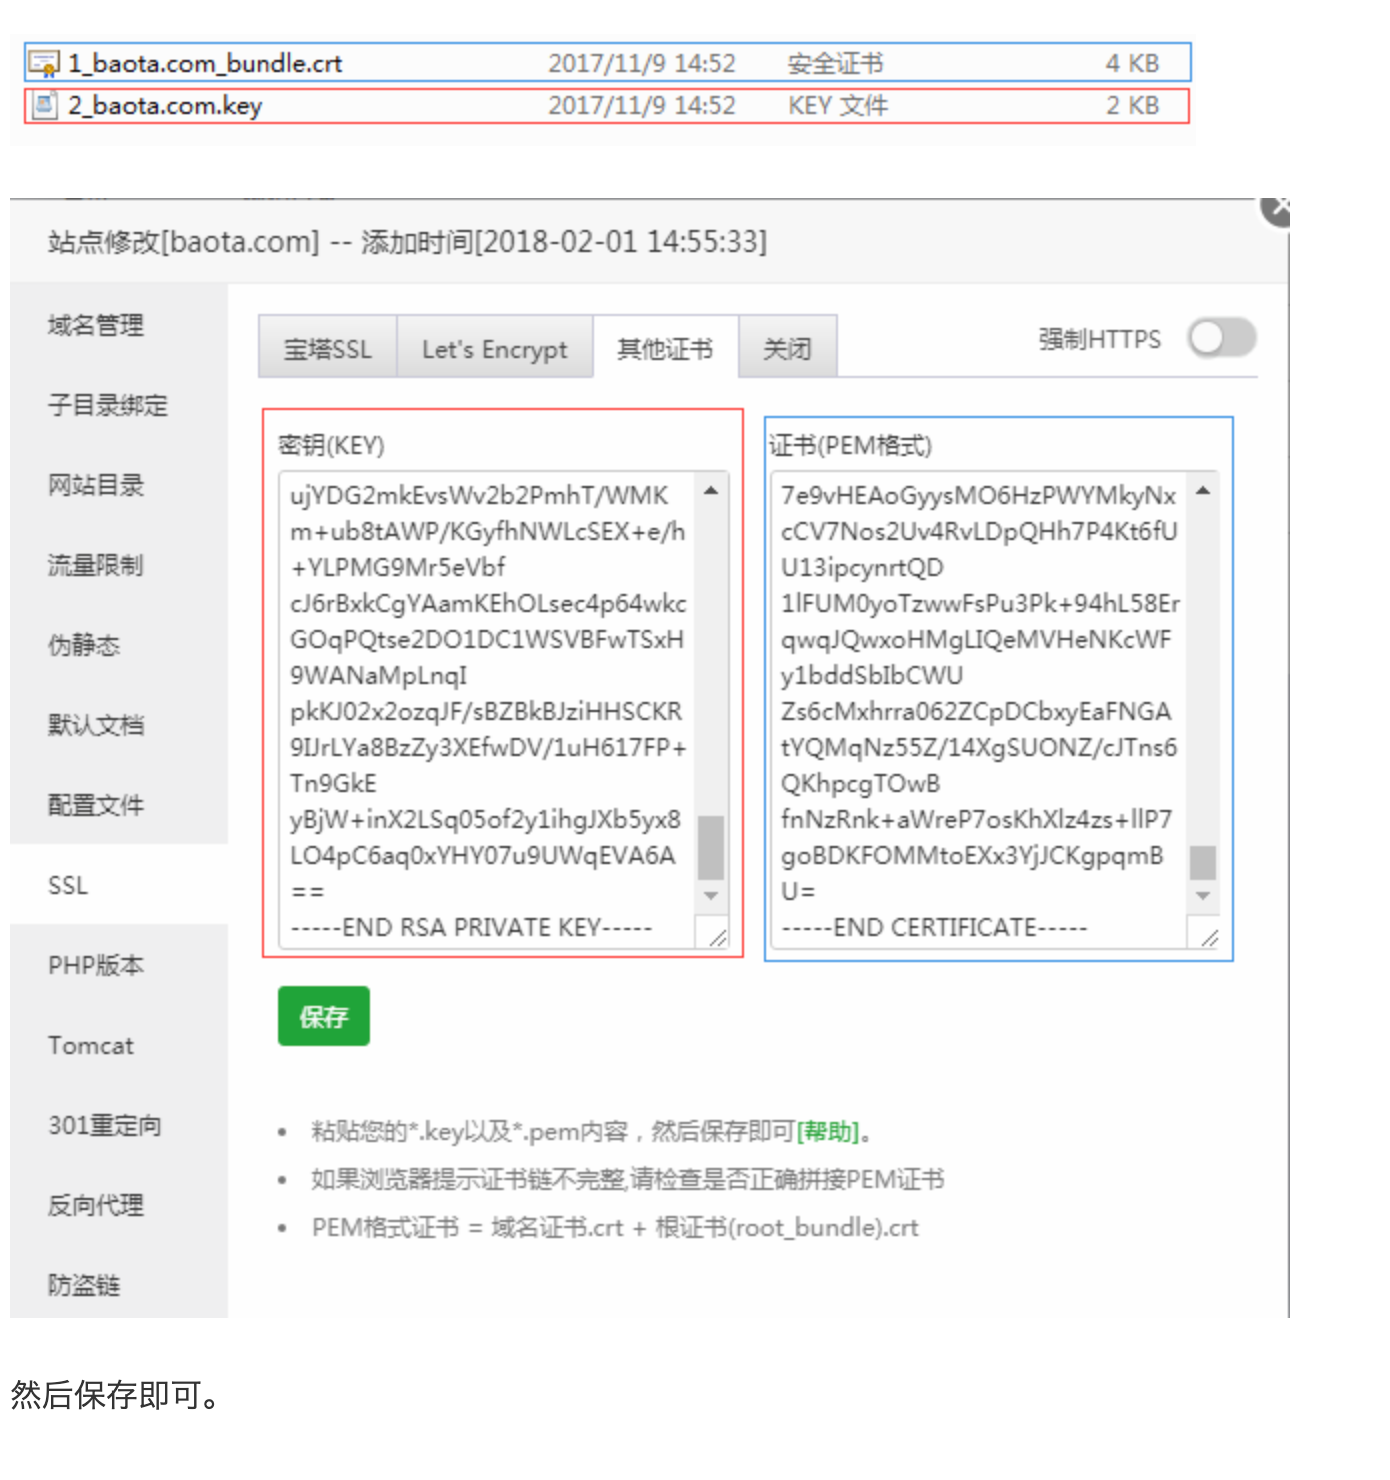 1_baota.com_bundle.crt 2017/11/9 14:52 安全证书 4 KB
2_baota.com.key 2017/11/9 14:52 KEY 文件 2 KB
站点修改[baota.com] -- 添加时间[2018-02-01 14:55:33]
域名管理
子目录绑定
网站目录
流量限制
伪静态
默认文档
配置文件
SSL
PHP版本
Tomcat
301重定向
反向代理
防盗链
宝塔SSL Let's Encrypt 其他证书 关闭 强制HTTPS
密钥(KEY)
ujYDG2mkEvsWv2b2PmhT/WMK
m+ub8tAWP/KGyfhNWLcSEX+e/h
+YLPMG9Mr5eVbf
cJ6rBxkCgYAamKEhOLsec4p64wkc
GOqPQtse2DO1DC1WSVBFwTSxH
9WANaMpLnqI
pkKJ02x2ozqJF/sBZBkBJziHHSCKR
9IJrLYa8BzZy3XEfwDV/1uH617FP+
Tn9GkE
yBjW+inX2LSq05of2y1ihgJXb5yx8
LO4pC6aq0xYHY07u9UWqEVA6A
==
-----END RSA PRIVATE KEY-----
证书(PEM格式)
7e9vHEAoGyysMO6HzPWYMkyNx
cCV7Nos2Uv4RvLDpQHh7P4Kt6fU
U13ipcynrtQD
1lFUM0yoTzwwFsPu3Pk+94hL58Er
qwqJQwxoHMgLIQeMVHeNKcWF
y1bddSbIbCWU
Zs6cMxhrra062ZCpDCbxyEaFNGA
tYQMqNz55Z/14XgSUONZ/cJTns6
QKhpcgTOwB
fnNzRnk+aWreP7osKhXlz4zs+llP7
goBDKFOMMtoEXx3YjJCKgpqmB
U=
-----END CERTIFICATE-----
保存
粘贴您的*.key以及*.pem内容，然后保存即可[帮助]。
如果浏览器提示证书链不完整,请检查是否正确拼接PEM证书
PEM格式证书 = 域名证书.crt + 根证书(root_bundle).crt
然后保存即可。